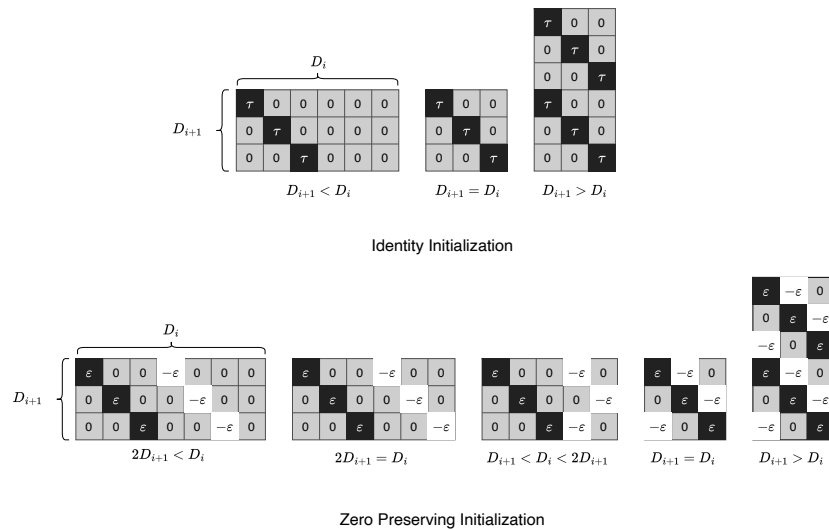 τ 0 0
0 τ 0
D_i
0 0 τ
τ 0 0 0 0 0 τ 0 0 τ 0 0
D_{i+1} 0 τ 0 0 0 0 0 τ 0 0 τ 0
0 0 τ 0 0 0 0 0 τ 0 0 τ
D_{i+1} < D_i D_{i+1} = D_i D_{i+1} > D_i
Identity Initialization
ε −ε 0
0 ε −ε
D_i
−ε 0 ε
ε 0 0 −ε 0 0 0 ε 0 0 −ε 0 0 ε 0 0 −ε 0 ε −ε 0 ε −ε 0
D_{i+1} 0 ε 0 0 −ε 0 0 0 ε 0 0 −ε 0 0 ε 0 0 −ε 0 ε −ε 0 ε −ε
0 0 ε 0 0 −ε 0 0 0 ε 0 0 −ε 0 0 ε −ε 0 −ε 0 ε −ε 0 ε
2D_{i+1} < D_i 2D_{i+1} = D_i D_{i+1} < D_i < 2D_{i+1} D_{i+1} = D_i D_{i+1} > D_i
Zero Preserving Initialization